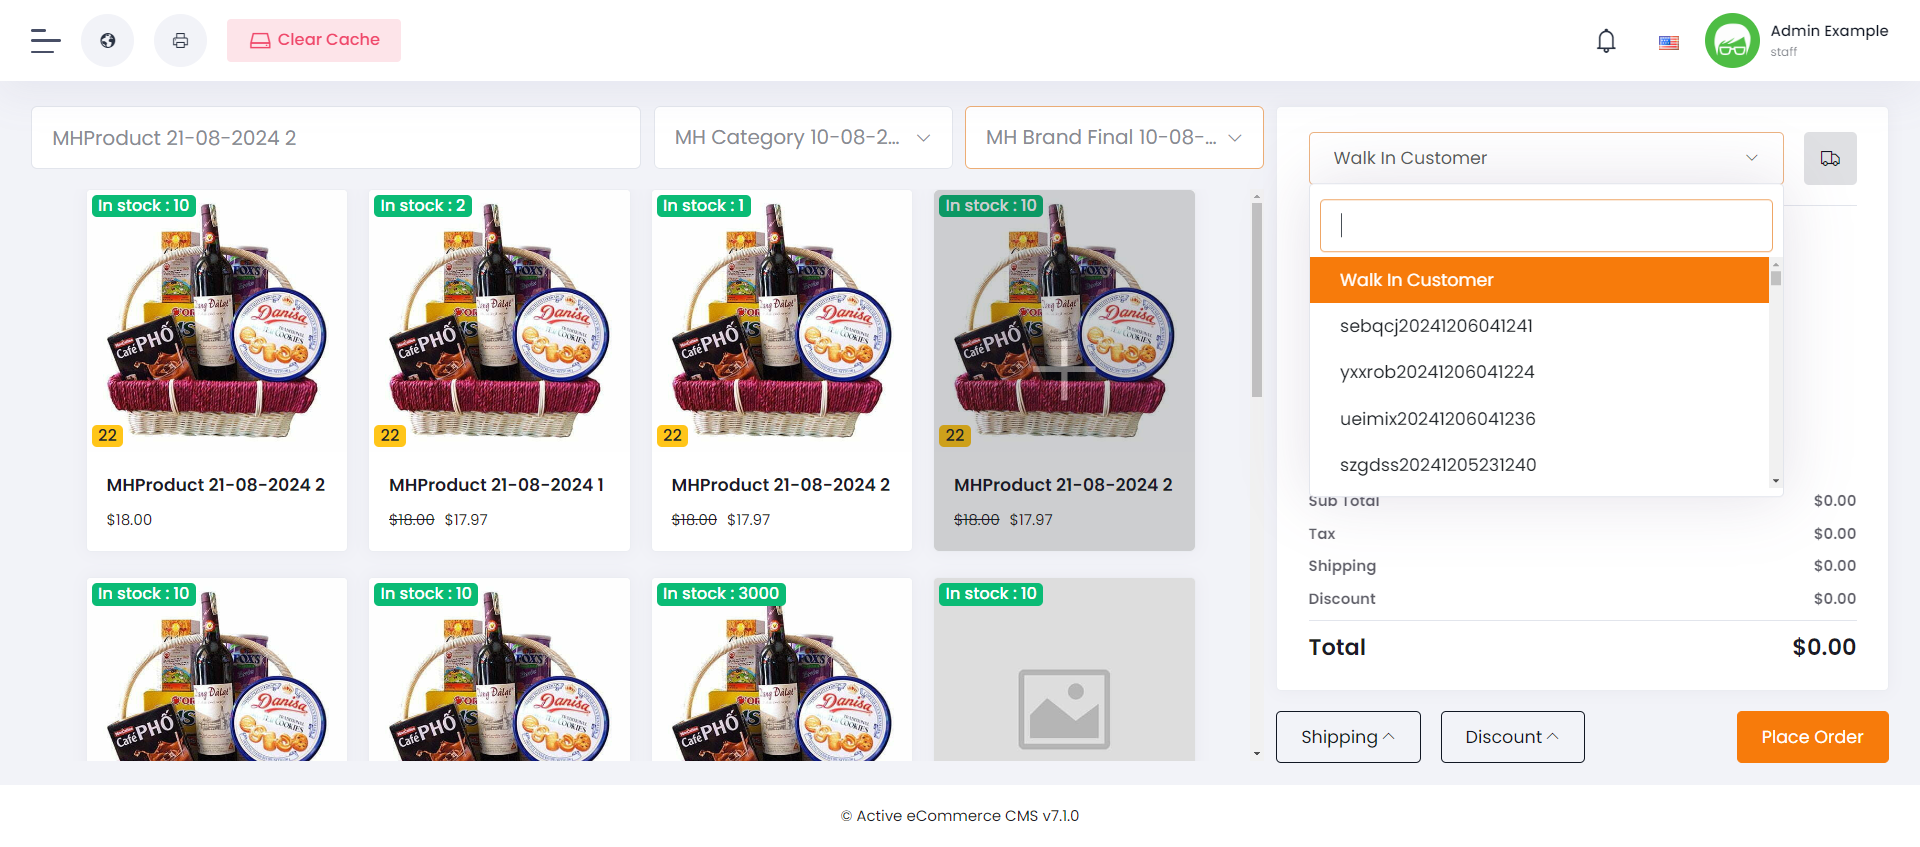 Clear Cache
Admin Example
staff
MHProduct 21-08-2024 2
MH Category 10-08-2...
MH Brand Final 10-08-...
Walk In Customer
Walk In Customer
sebqcj20241206041241
yxxrob20241206041224
ueimix20241206041236
szgdss20241205231240
In stock : 10
22
MHProduct 21-08-2024 2
$18.00
In stock : 2
22
MHProduct 21-08-2024 1
$18.00 $17.97
In stock : 1
22
MHProduct 21-08-2024 2
$18.00 $17.97
In stock : 10
22
MHProduct 21-08-2024 2
$18.00 $17.97
In stock : 10
In stock : 10
In stock : 3000
In stock : 10
Danisa
COOKIES
Café PHỐ
FOX'S
Sub Total $0.00
Tax $0.00
Shipping $0.00
Discount $0.00
Total $0.00
Shipping
Discount
Place Order
© Active eCommerce CMS v7.1.0